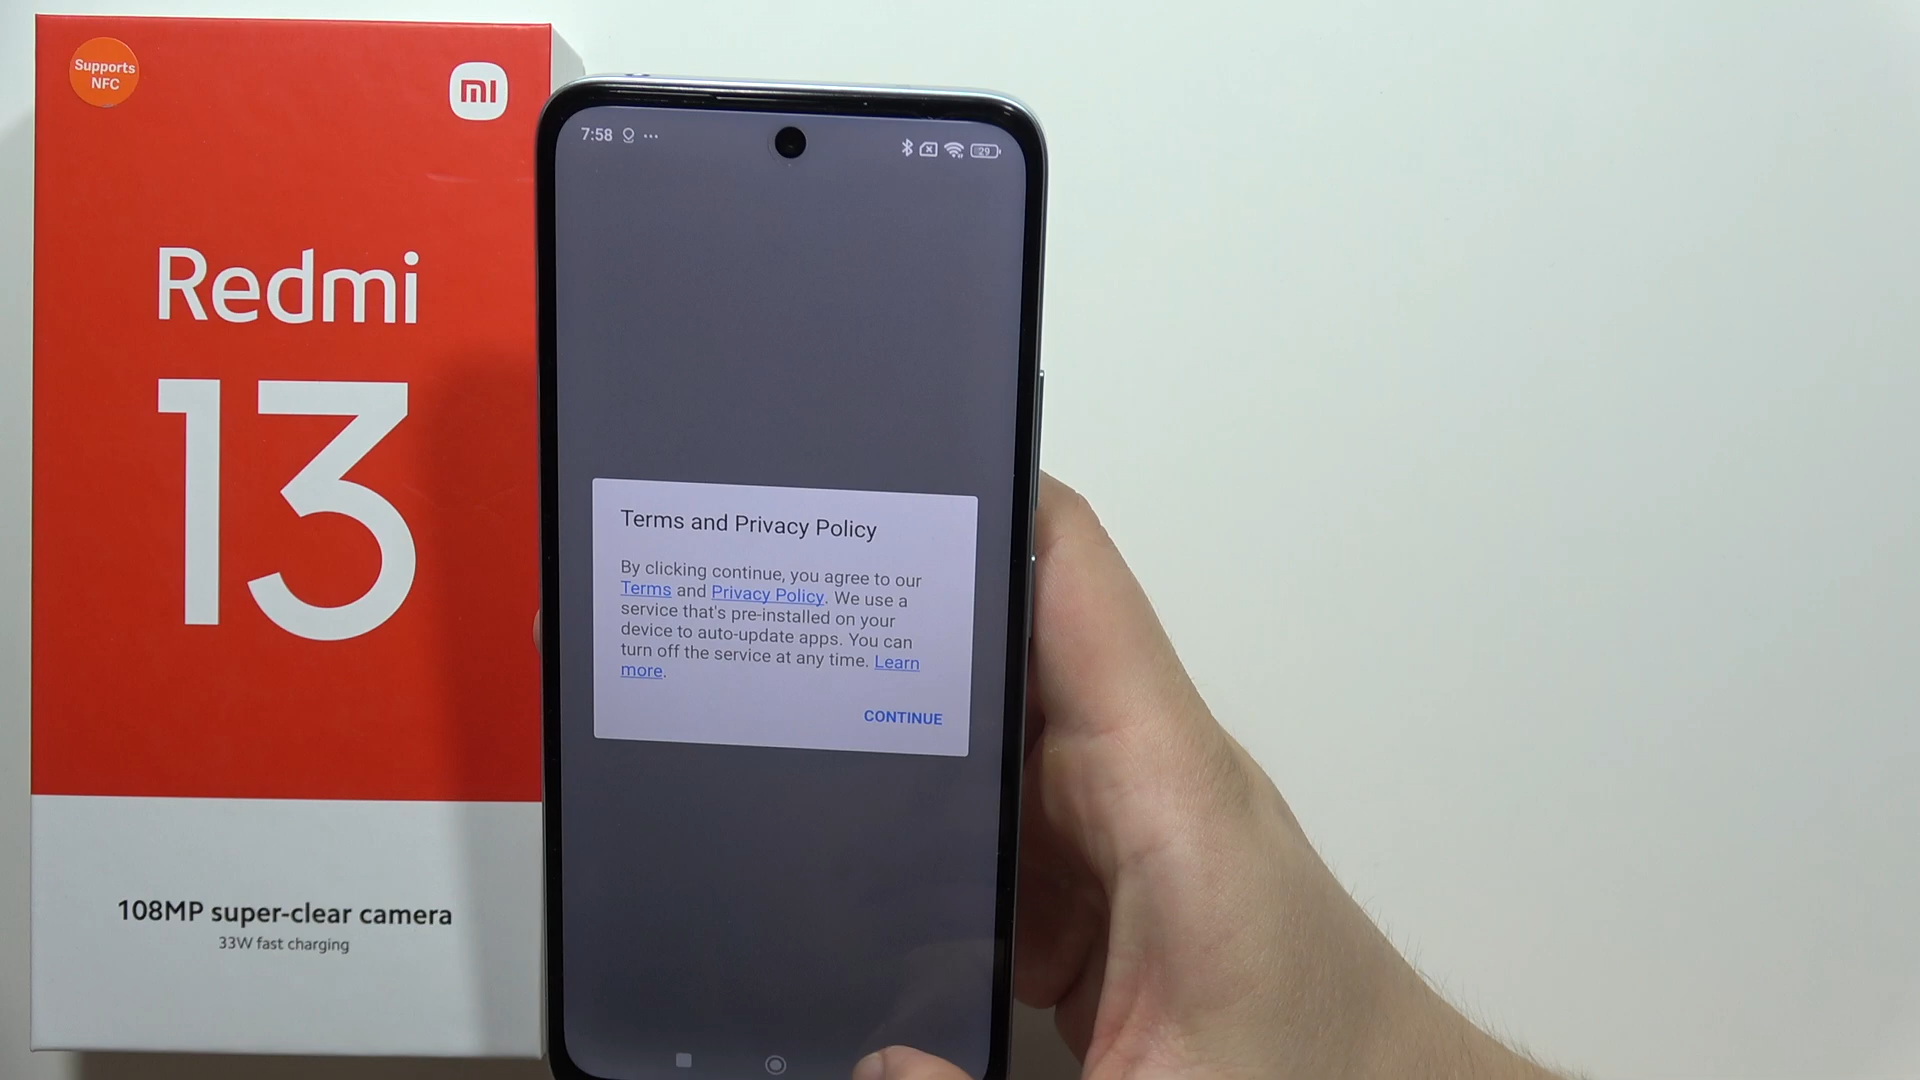 Supports
NFC
mi
Redmi
13
108MP super-clear camera
33W fast charging
7:58
29
Terms and Privacy Policy
By clicking continue, you agree to our
Terms and Privacy Policy. We use a
service that's pre-installed on your
device to auto-update apps. You can
turn off the service at any time. Learn
more.
CONTINUE